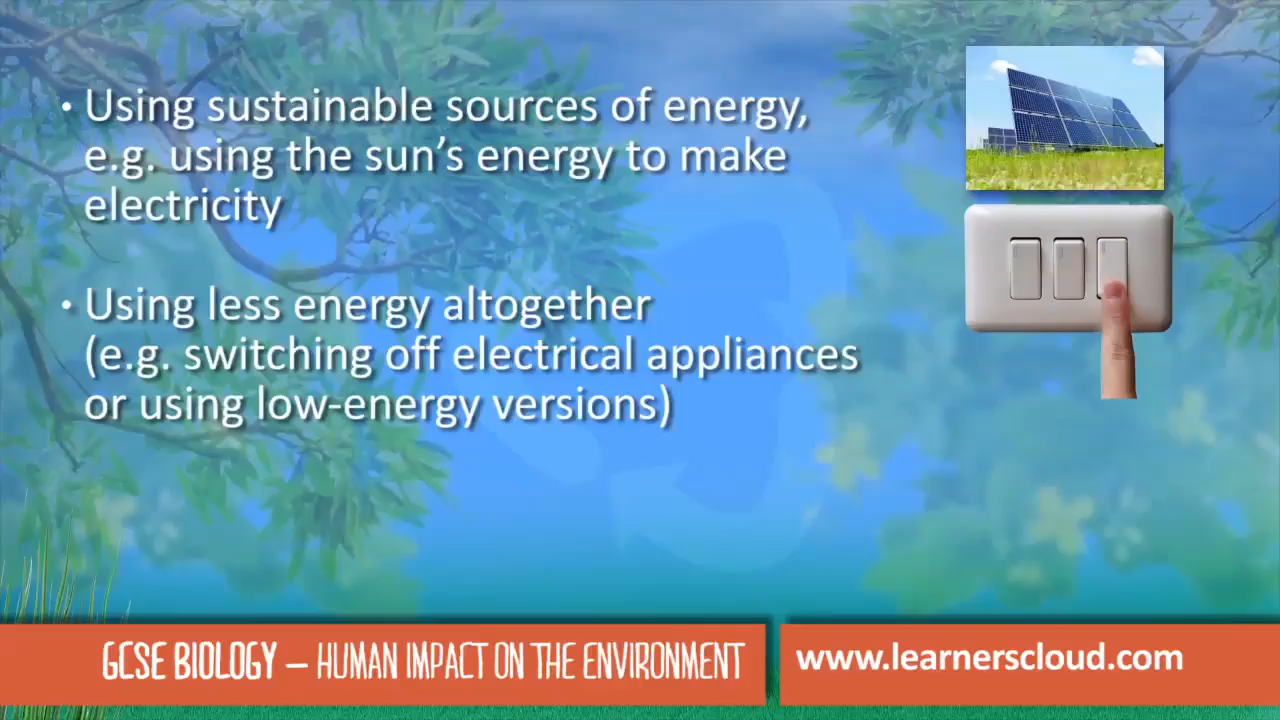 • Using sustainable sources of energy,
e.g. using the sun’s energy to make
electricity
• Using less energy altogether
(e.g. switching off electrical appliances
or using low-energy versions)
GCSE BIOLOGY – HUMAN IMPACT ON THE ENVIRONMENT
www.learnerscloud.com